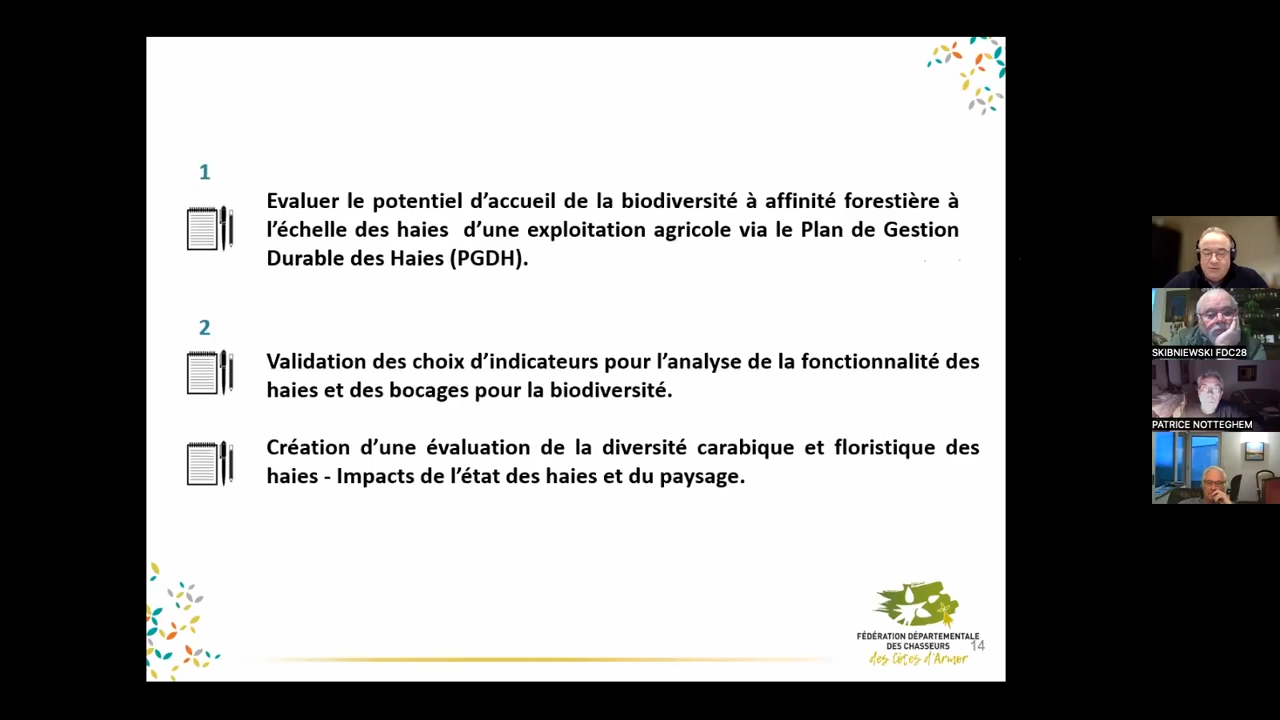 1
Evaluer le potentiel d’accueil de la biodiversité à affinité forestière à
l’échelle des haies d’une exploitation agricole via le Plan de Gestion
Durable des Haies (PGDH).
2
Validation des choix d’indicateurs pour l’analyse de la fonctionnalité des
haies et des bocages pour la biodiversité.
Création d’une évaluation de la diversité carabique et floristique des
haies - Impacts de l’état des haies et du paysage.
FÉDÉRATION DÉPARTEMENTALE
DES CHASSEURS
des Côtes d’Armor
14
SKIBNIEWSKI FDC28
PATRICE NOTTEGHEM